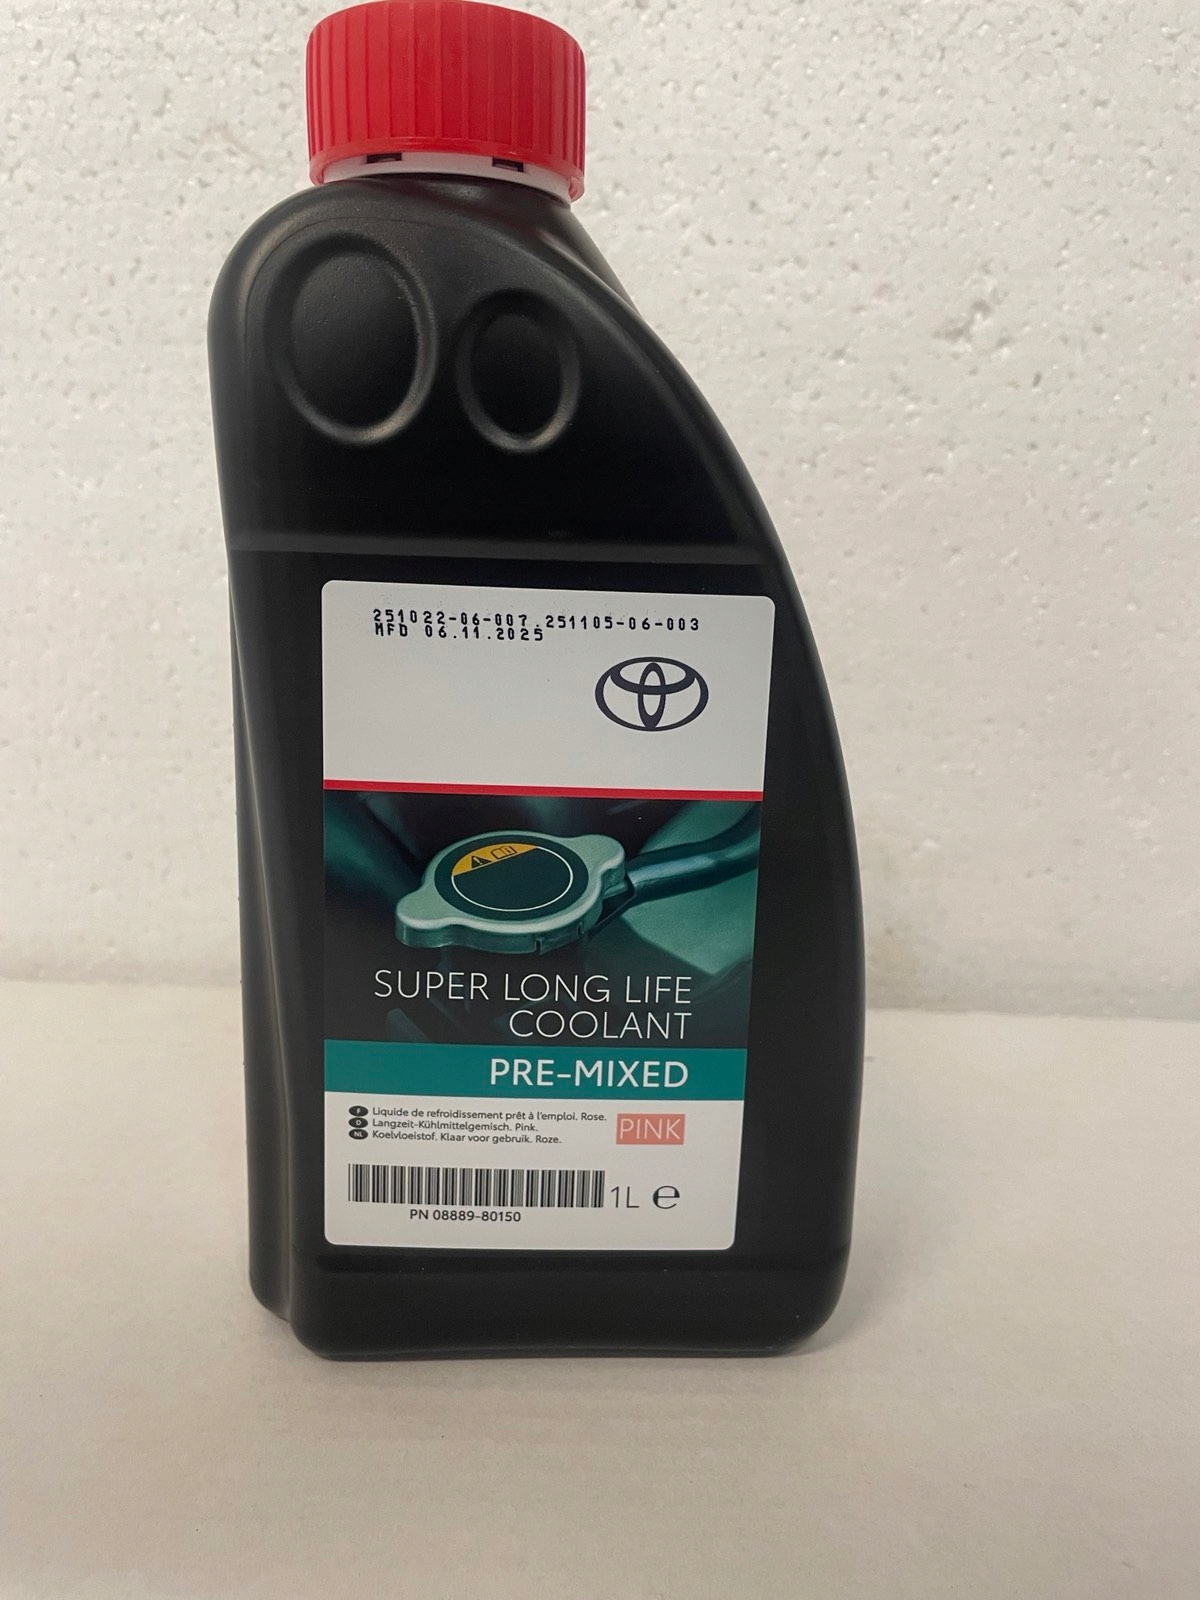 251022-06-007 251105-06-003
MFD 06.11.2025
SUPER LONG LIFE
COOLANT
PRE-MIXED
F Liquide de refroidissement prêt à l'emploi. Rose.
D Langzeit-Kühlmittelgemisch. Pink.
NL Koelvloeistof. Klaar voor gebruik. Roze.
PINK
1L e
PN 08889-80150